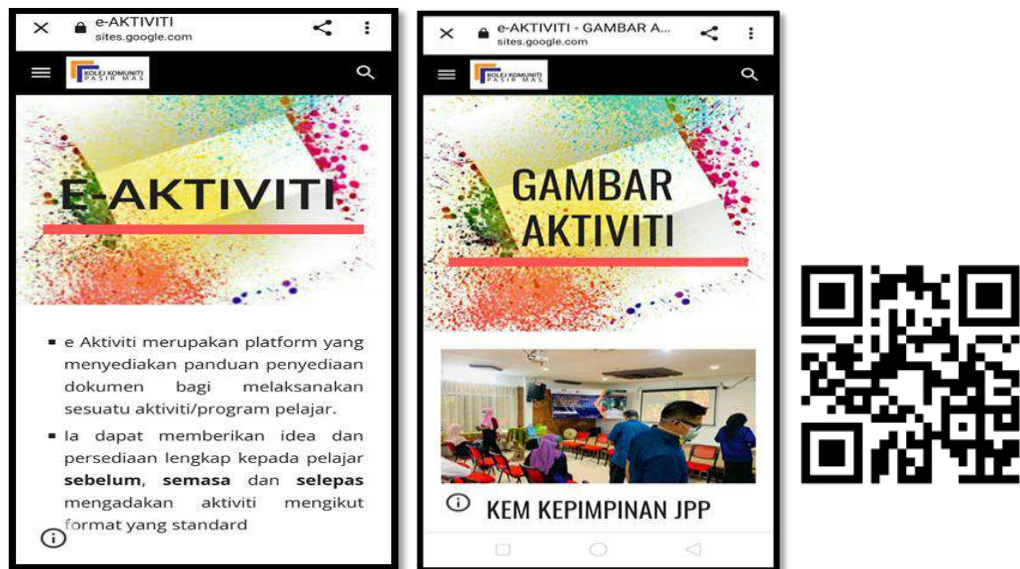 e-AKTIVITI
sites.google.com
KOLEJ KOMUNITI
PASIR MAS
E-AKTIVITI
e Aktiviti merupakan platform yang
menyediakan panduan penyediaan
dokumen bagi melaksanakan
sesuatu aktiviti/program pelajar.
Ia dapat memberikan idea dan
persediaan lengkap kepada pelajar
sebelum, semasa dan selepas
mengadakan aktiviti mengikut
format yang standard
e-AKTIVITI - GAMBAR A...
sites.google.com
KOLEJ KOMUNITI
PASIR MAS
GAMBAR
AKTIVITI
KEM KEPIMPINAN JPP